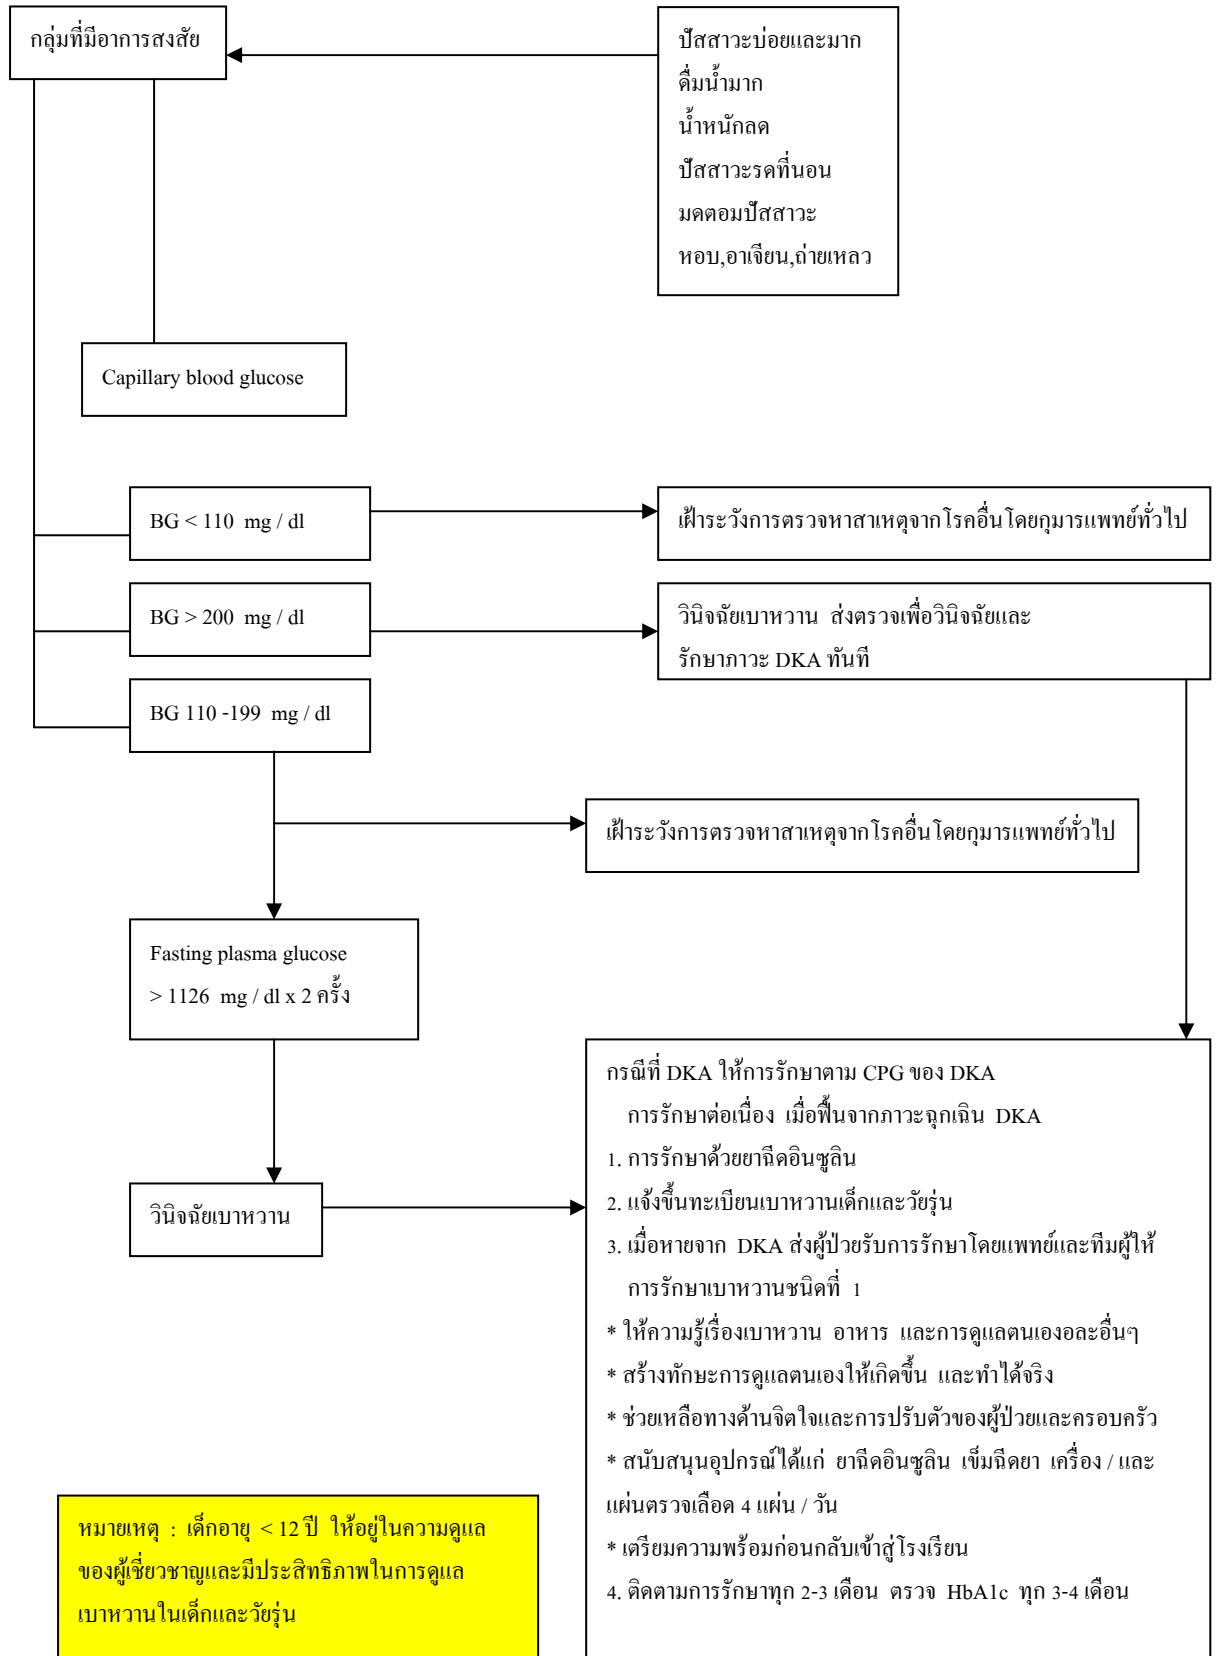 กลุ่มที่มีอาการสงสัย
ปัสสาวะบ่อยและมาก
ดื่มน้ำมาก
น้ำหนักลด
ปัสสาวะรดที่นอน
มดตอมปัสสาวะ
หอบ,อาเจียน,ถ่ายเหลว
Capillary blood glucose
BG < 110 mg / dl
เฝ้าระวังการตรวจหาสาเหตุจากโรคอื่นโดยกุมารแพทย์ทั่วไป
BG > 200 mg / dl
วินิจฉัยเบาหวาน ส่งตรวจเพื่อวินิจฉัยและ
รักษาภาวะ DKA ทันที
BG 110 -199 mg / dl
เฝ้าระวังการตรวจหาสาเหตุจากโรคอื่นโดยกุมารแพทย์ทั่วไป
Fasting plasma glucose
> 1126 mg / dl x 2 ครั้ง
วินิจฉัยเบาหวาน
กรณีที่ DKA ให้การรักษาตาม CPG ของ DKA
การรักษาต่อเนื่อง เมื่อฟื้นจากภาวะฉุกเฉิน DKA
1. การรักษาด้วยยาฉีดอินซูลิน
2. แจ้งขึ้นทะเบียนเบาหวานเด็กและวัยรุ่น
3. เมื่อหายจาก DKA ส่งผู้ป่วยรับการรักษาโดยแพทย์และทีมผู้ให้
การรักษาเบาหวานชนิดที่ 1
* ให้ความรู้เรื่องเบาหวาน อาหาร และการดูแลตนเองอละอื่นๆ
* สร้างทักษะการดูแลตนเองให้เกิดขึ้น และทำได้จริง
* ช่วยเหลือทางด้านจิตใจและการปรับตัวของผู้ป่วยและครอบครัว
* สนับสนุนอุปกรณ์ได้แก่ ยาฉีดอินซูลิน เข็มฉีดยา เครื่อง / และ
แผ่นตรวจเลือด 4 แผ่น / วัน
* เตรียมความพร้อมก่อนกลับเข้าสู่โรงเรียน
4. ติดตามการรักษาทุก 2-3 เดือน ตรวจ HbA1c ทุก 3-4 เดือน
หมายเหตุ : เด็กอายุ < 12 ปี ให้อยู่ในความดูแล
ของผู้เชี่ยวชาญและมีประสิทธิภาพในการดูแล
เบาหวานในเด็กและวัยรุ่น